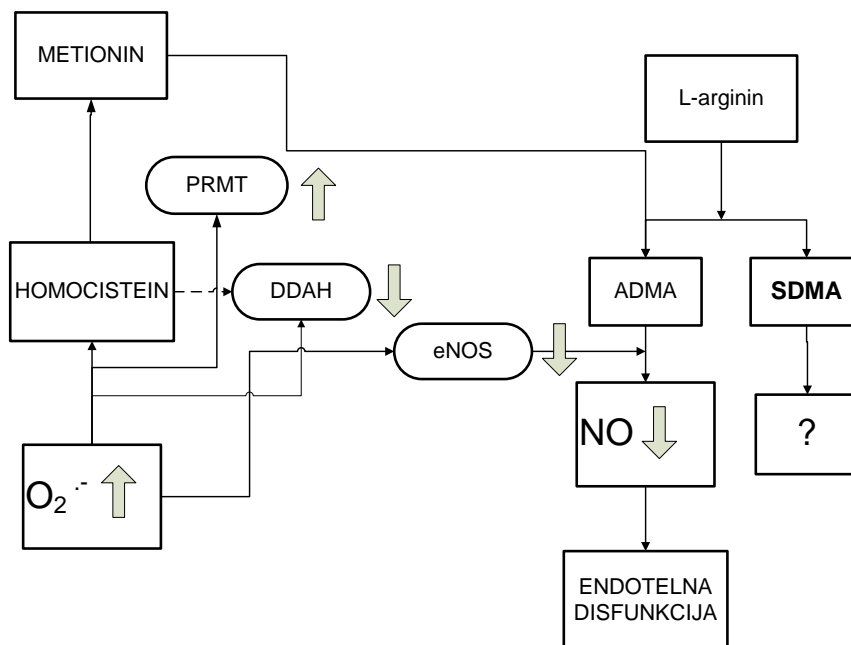 METIONIN
L-arginin
PRMT
HOMOCISTEIN
DDAH
ADMA
SDMA
eNOS
NO
?
O₂ ·-
ENDOTELNA
DISFUNKCIJA